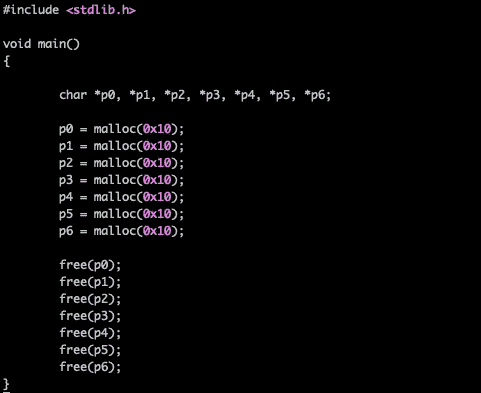 #include <stdlib.h>
void main()
{
char *p0, *p1, *p2, *p3, *p4, *p5, *p6;
p0 = malloc(0x10);
p1 = malloc(0x10);
p2 = malloc(0x10);
p3 = malloc(0x10);
p4 = malloc(0x10);
p5 = malloc(0x10);
p6 = malloc(0x10);
free(p0);
free(p1);
free(p2);
free(p3);
free(p4);
free(p5);
free(p6);
}